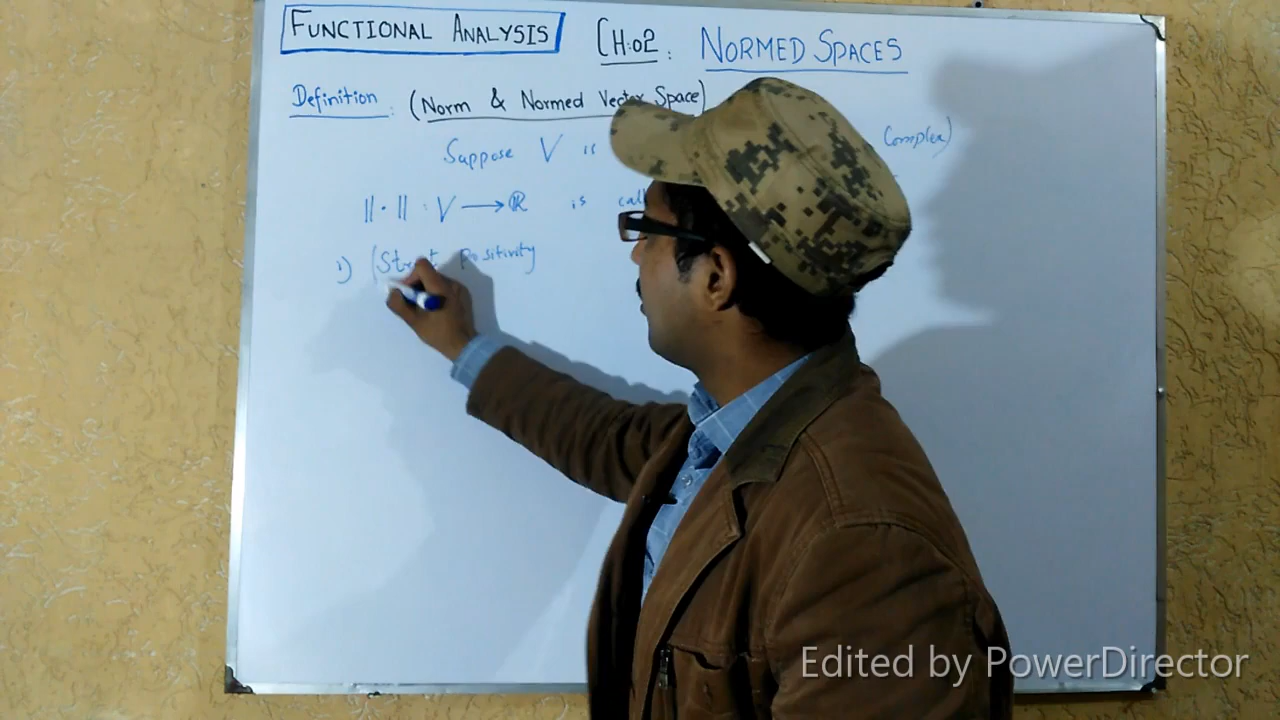 FUNCTIONAL ANALYSIS CH:02: NORMED SPACES
Definition: (Norm & Normed Vector Space)
Suppose V is Complex)
||·|| : V → ℝ is call
1) (Strict Positivity
Edited by PowerDirector